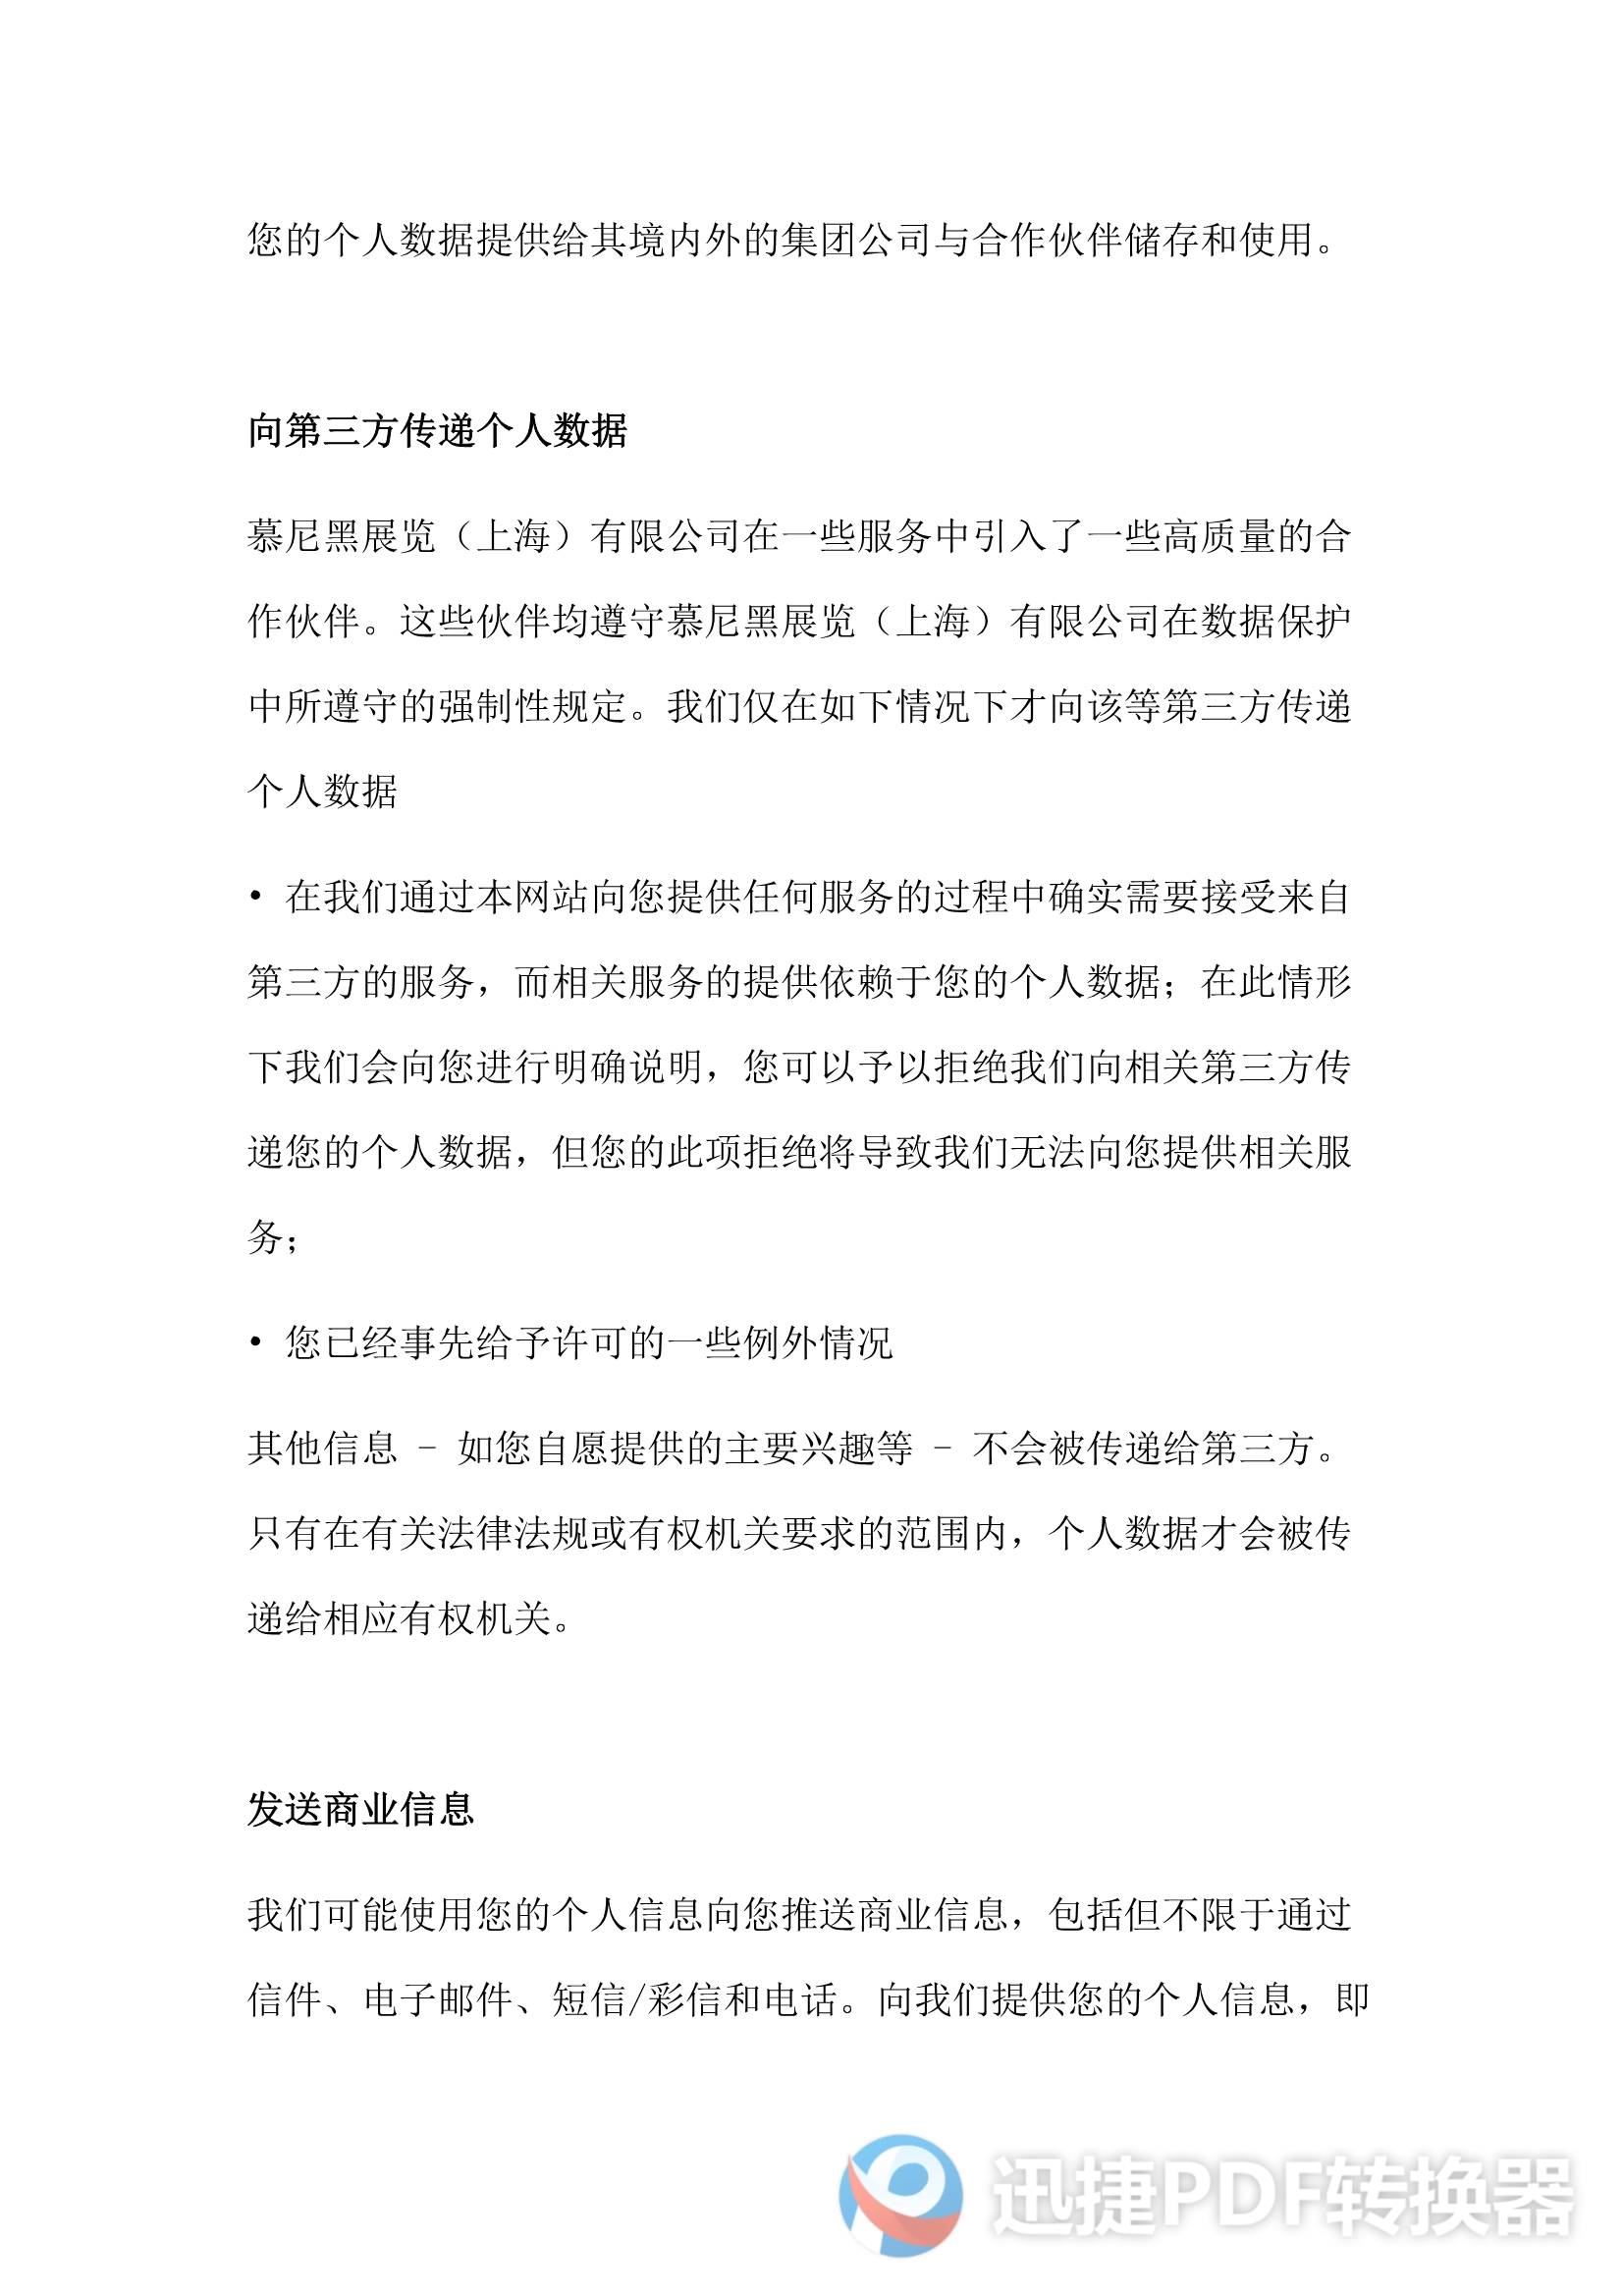 您的个人数据提供给其境内外的集团公司与合作伙伴储存和使用。
向第三方传递个人数据
慕尼黑展览（上海）有限公司在一些服务中引入了一些高质量的合
作伙伴。这些伙伴均遵守慕尼黑展览（上海）有限公司在数据保护
中所遵守的强制性规定。我们仅在如下情况下才向该等第三方传递
个人数据
• 在我们通过本网站向您提供任何服务的过程中确实需要接受来自
第三方的服务，而相关服务的提供依赖于您的个人数据；在此情形
下我们会向您进行明确说明，您可以予以拒绝我们向相关第三方传
递您的个人数据，但您的此项拒绝将导致我们无法向您提供相关服
务；
• 您已经事先给予许可的一些例外情况
其他信息 – 如您自愿提供的主要兴趣等 – 不会被传递给第三方。
只有在有关法律法规或有权机关要求的范围内，个人数据才会被传
递给相应有权机关。
发送商业信息
我们可能使用您的个人信息向您推送商业信息，包括但不限于通过
信件、电子邮件、短信/彩信和电话。向我们提供您的个人信息，即
迅捷PDF转换器